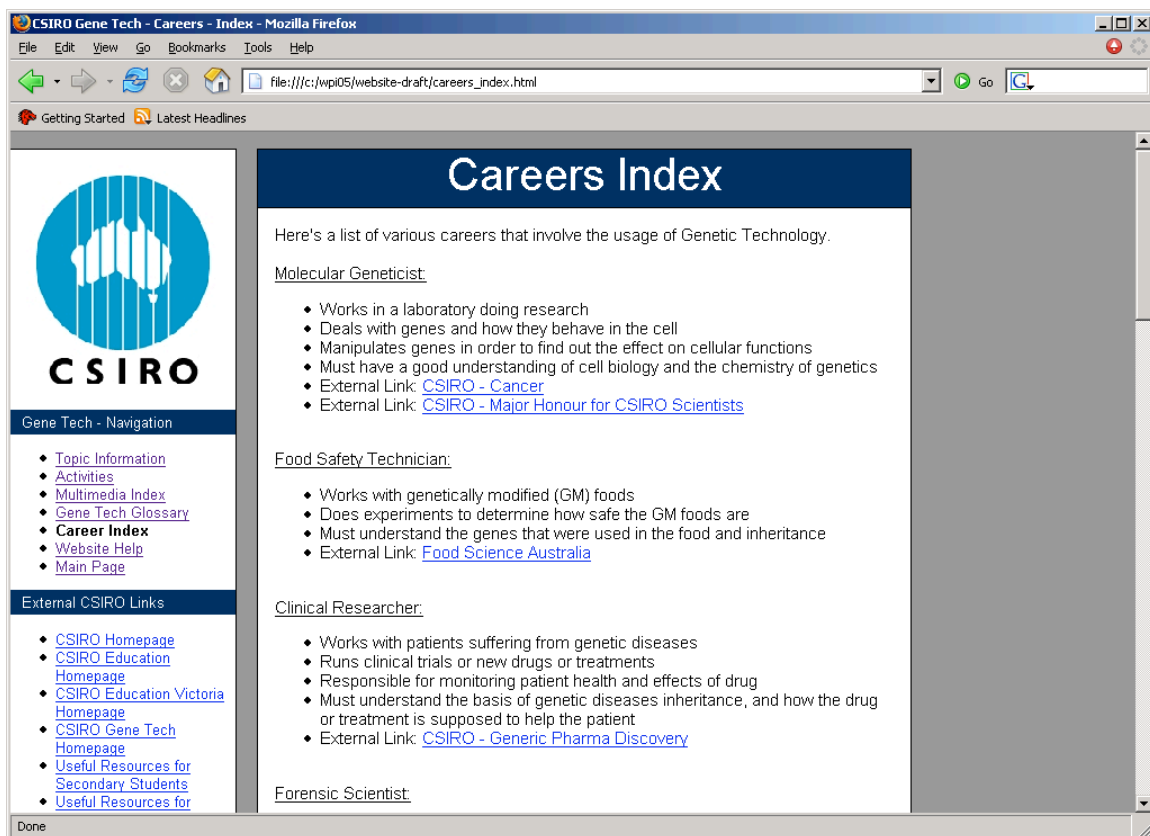 CSIRO Gene Tech - Careers - Index - Mozilla Firefox
File Edit View Go Bookmarks Tools Help
file:///c:/wpi05/website-draft/careers_index.html
Go
G
Getting Started Latest Headlines
CSIRO
Gene Tech - Navigation
Topic Information
Activities
Multimedia Index
Gene Tech Glossary
Career Index
Website Help
Main Page
External CSIRO Links
CSIRO Homepage
CSIRO Education
Homepage
CSIRO Education Victoria
Homepage
CSIRO Gene Tech
Homepage
Useful Resources for
Secondary Students
Useful Resources for
Careers Index
Here's a list of various careers that involve the usage of Genetic Technology.
Molecular Geneticist:
Works in a laboratory doing research
Deals with genes and how they behave in the cell
Manipulates genes in order to find out the effect on cellular functions
Must have a good understanding of cell biology and the chemistry of genetics
External Link: CSIRO - Cancer
External Link: CSIRO - Major Honour for CSIRO Scientists
Food Safety Technician:
Works with genetically modified (GM) foods
Does experiments to determine how safe the GM foods are
Must understand the genes that were used in the food and inheritance
External Link: Food Science Australia
Clinical Researcher:
Works with patients suffering from genetic diseases
Runs clinical trials or new drugs or treatments
Responsible for monitoring patient health and effects of drug
Must understand the basis of genetic diseases inheritance, and how the drug
or treatment is supposed to help the patient
External Link: CSIRO - Generic Pharma Discovery
Forensic Scientist:
Done